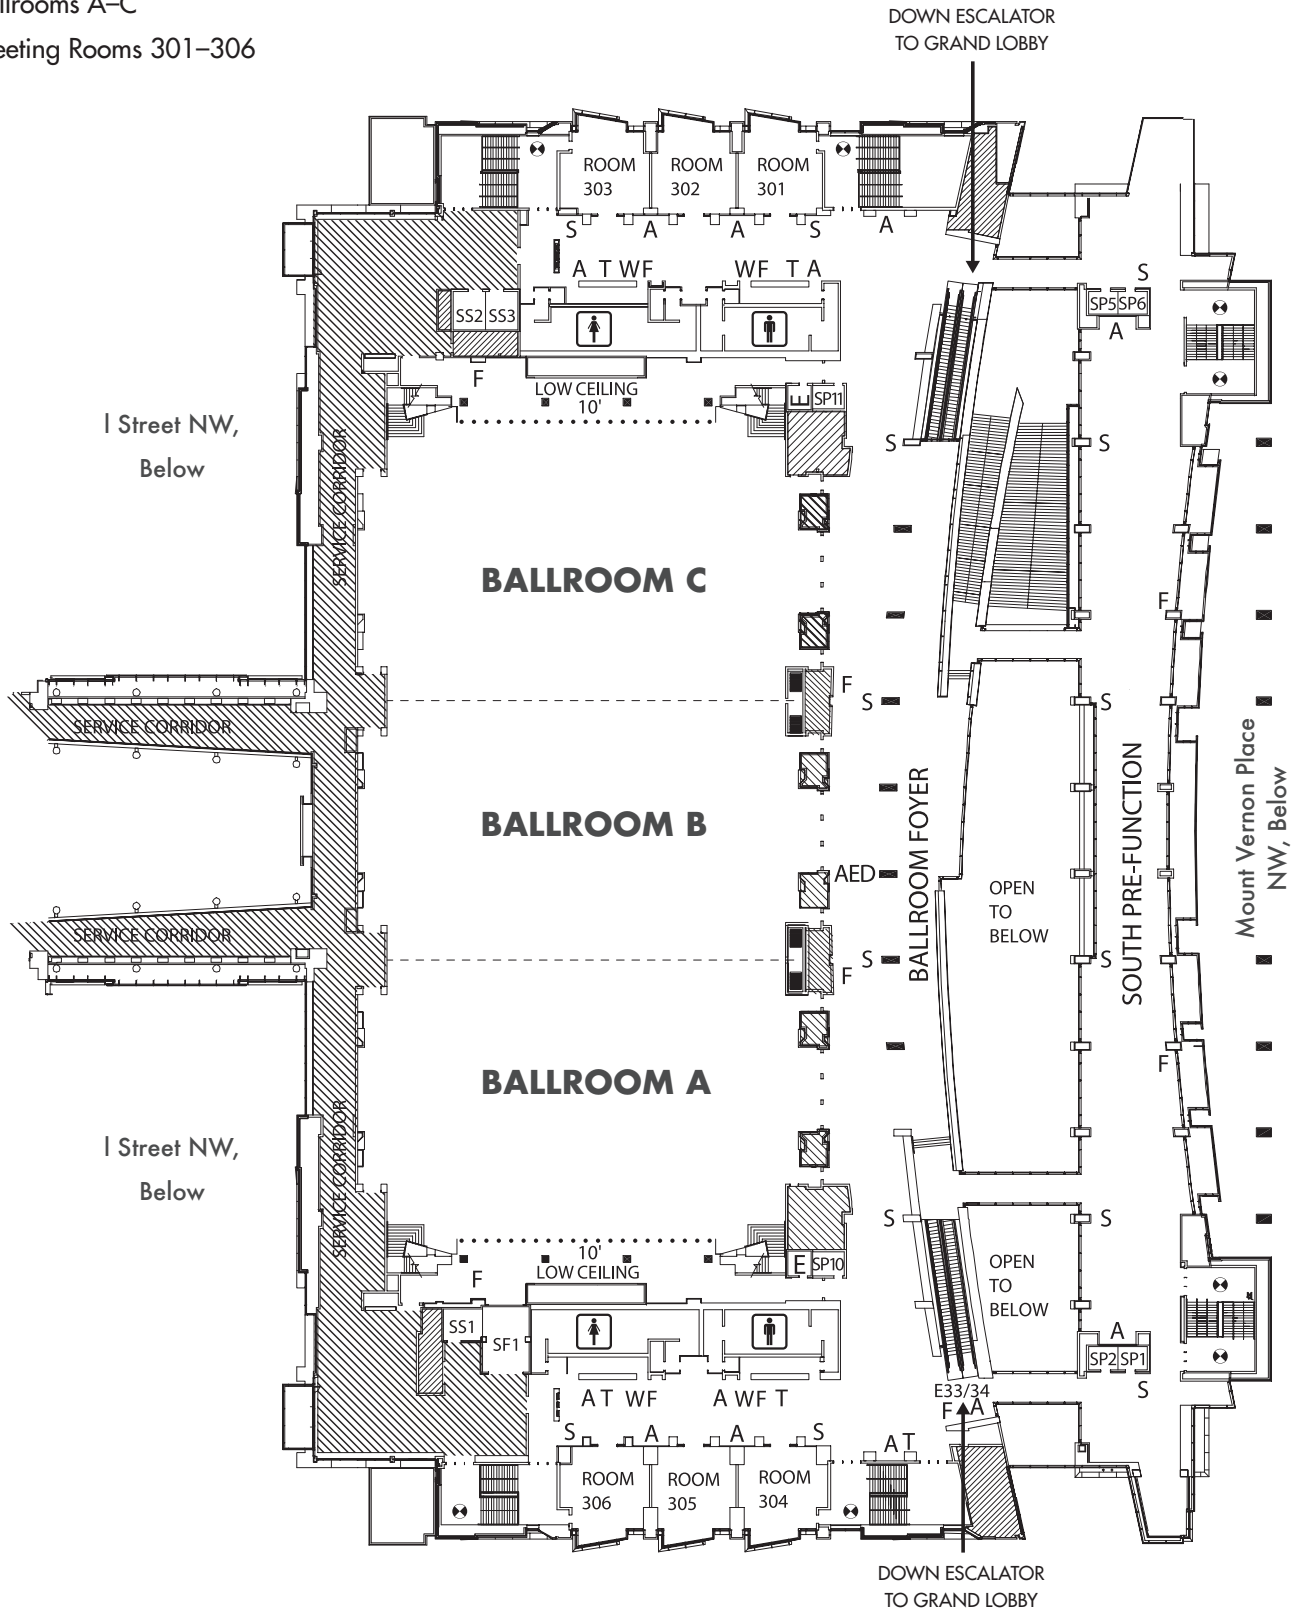 llrooms A–C
eeting Rooms 301–306
DOWN ESCALATOR
TO GRAND LOBBY
ROOM
303
ROOM
302
ROOM
301
S
A
A
S
A
A T WF
WF T A
S
SS2
SS3
SP5
SP6
A
F
LOW CEILING
10'
E
SP11
I Street NW,
Below
SERVICE CORRIDOR
S
S
BALLROOM C
F
F
S
S
SERVICE CORRIDOR
BALLROOM B
BALLROOM FOYER
SOUTH PRE-FUNCTION
Mount Vernon Place
NW, Below
AED
OPEN
TO
BELOW
SERVICE CORRIDOR
S
F
S
F
BALLROOM A
I Street NW,
Below
SERVICE CORRIDOR
S
S
10'
LOW CEILING
F
E
SP10
OPEN
TO
BELOW
SS1
SF1
A
SP2
SP1
S
A T WF
A WF T
E33/34
F A
S
A
A
S
A T
ROOM
306
ROOM
305
ROOM
304
DOWN ESCALATOR
TO GRAND LOBBY